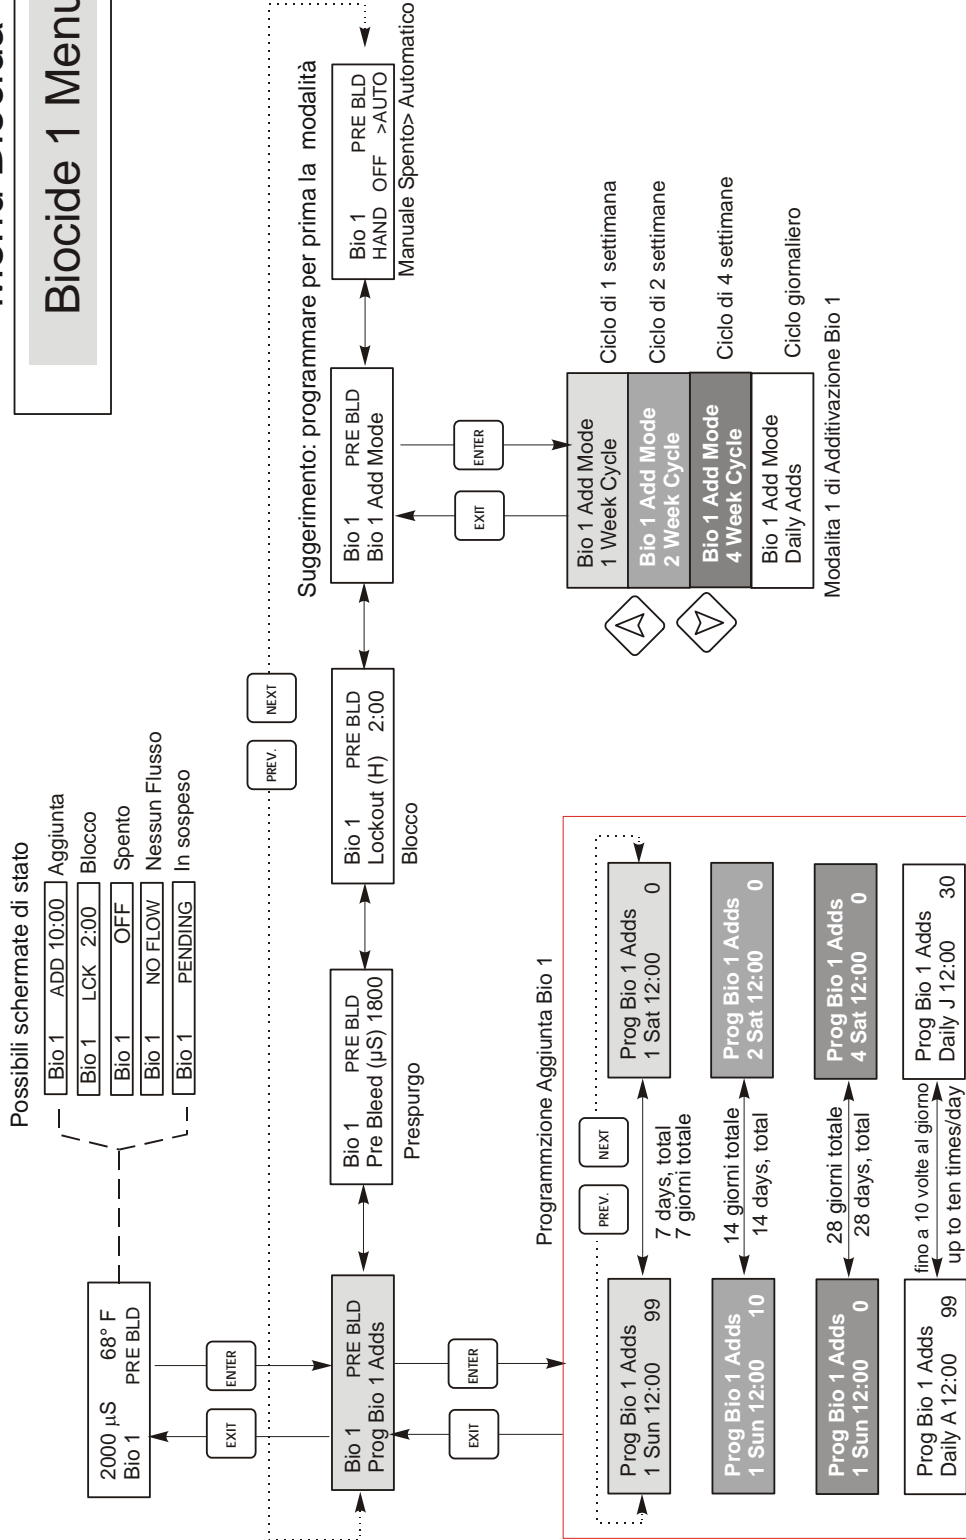 Biocide 1 Menu
Possibili schermate di stato
Bio 1 ADD 10:00 Aggiunta
Bio 1 LCK 2:00 Blocco
Bio 1 OFF Spento
Bio 1 NO FLOW Nessun Flusso
Bio 1 PENDING In sospeso
2000 µS 68° F
Bio 1 PRE BLD
EXIT
ENTER
PREV.
NEXT
Suggerimento: programmare per prima la modalità
Bio 1 PRE BLD
Prog Bio 1 Adds
Bio 1 PRE BLD
Pre Bleed (µS) 1800
Prespurgo
Bio 1 PRE BLD
Lockout (H) 2:00
Blocco
Bio 1 PRE BLD
Bio 1 Add Mode
Bio 1 PRE BLD
HAND OFF >AUTO
Manuale Spento> Automatico
EXIT
ENTER
EXIT
ENTER
Bio 1 Add Mode
1 Week Cycle
Ciclo di 1 settimana
Bio 1 Add Mode
2 Week Cycle
Ciclo di 2 settimane
Bio 1 Add Mode
4 Week Cycle
Ciclo di 4 settimane
Bio 1 Add Mode
Daily Adds
Ciclo giornaliero
Modalita 1 di Additivazione Bio 1
Programmzione Aggiunta Bio 1
PREV.
NEXT
Prog Bio 1 Adds
1 Sun 12:00 99
7 days, total
7 giorni totale
Prog Bio 1 Adds
1 Sat 12:00 0
Prog Bio 1 Adds
1 Sun 12:00 10
14 giorni totale
14 days, total
Prog Bio 1 Adds
2 Sat 12:00 0
Prog Bio 1 Adds
1 Sun 12:00 0
28 giorni totale
28 days, total
Prog Bio 1 Adds
4 Sat 12:00 0
Prog Bio 1 Adds
Daily A 12:00 99
fino a 10 volte al giorno
up to ten times/day
Prog Bio 1 Adds
Daily J 12:00 30